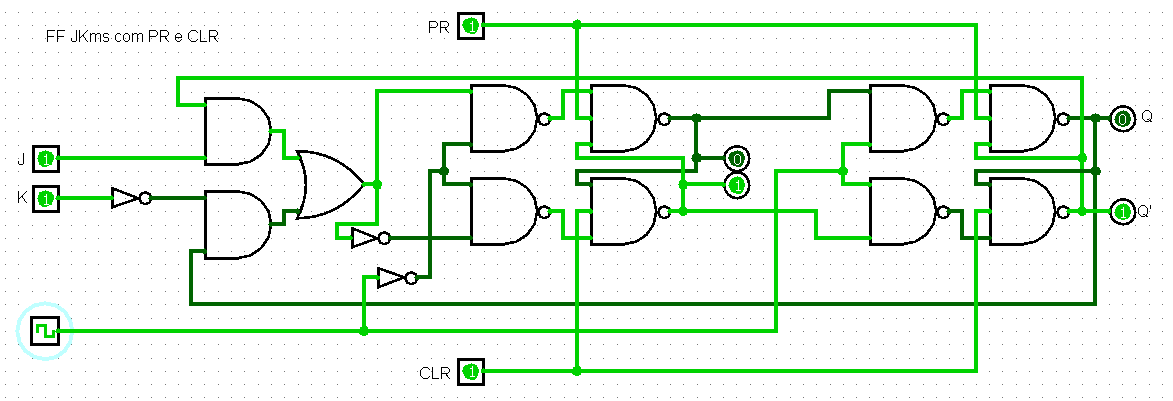 PR 1
FF JKms com PR e CLR
0 Q
J 1
0
1
K 1
1 Q'
CLR 1